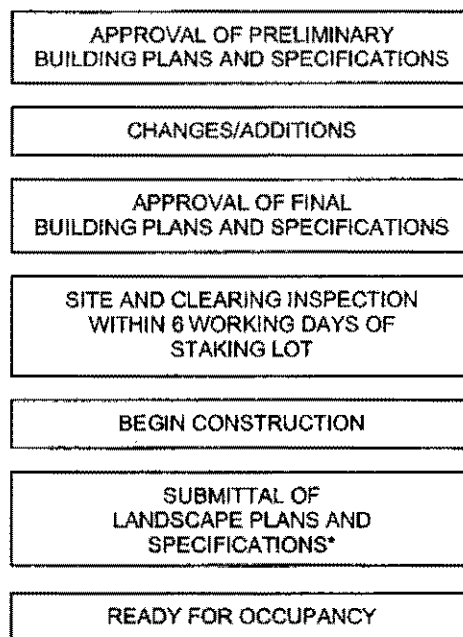 APPROVAL OF PRELIMINARY
BUILDING PLANS AND SPECIFICATIONS
CHANGES/ADDITIONS
APPROVAL OF FINAL
BUILDING PLANS AND SPECIFICATIONS
SITE AND CLEARING INSPECTION
WITHIN 6 WORKING DAYS OF
STAKING LOT
BEGIN CONSTRUCTION
SUBMITTAL OF
LANDSCAPE PLANS AND
SPECIFICATIONS*
READY FOR OCCUPANCY